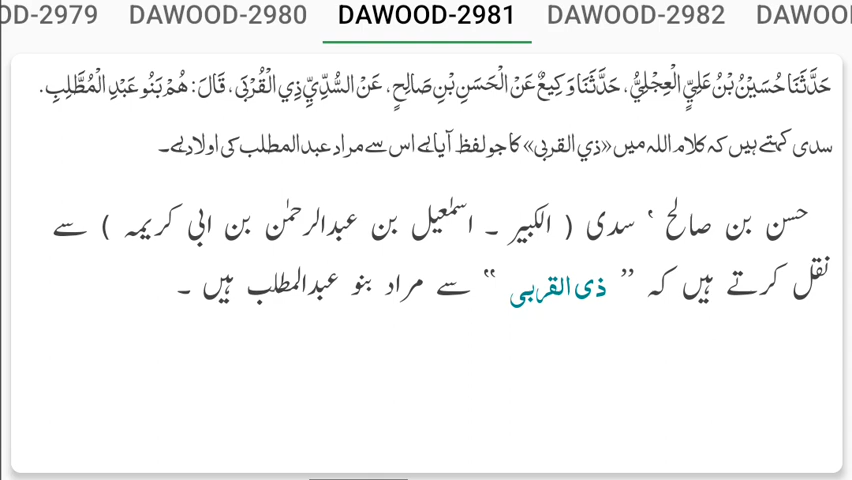 OD-2979 DAWOOD-2980 DAWOOD-2981 DAWOOD-2982 DAWOO
حَدَّثَنَا حُسَيْنُ بْنُ عَلِيٍّ الْعِجْلِيُّ، حَدَّثَنَا وَكِيعٌ عَنْ الْحَسَنِ بْنِ صَالِحٍ، عَنْ السُّدِّيِّ ذِي الْقُرْبَى، قَالَ: هُمْ بَنُو عَبْدِ الْمُطَّلِبِ.
سدی کہتے ہیں کہ کلام اللہ میں «ذي القربى» کا جو لفظ آیا ہے اس سے مراد عبدالمطلب کی اولاد ہے۔
حسن بن صالح ‘ سدی ( الکبیر ۔ اسمٰعیل بن عبدالرحمٰن بن ابی کریمہ ) سے
نقل کرتے ہیں کہ ” ذی القربی “ سے مراد بنو عبدالمطلب ہیں ۔